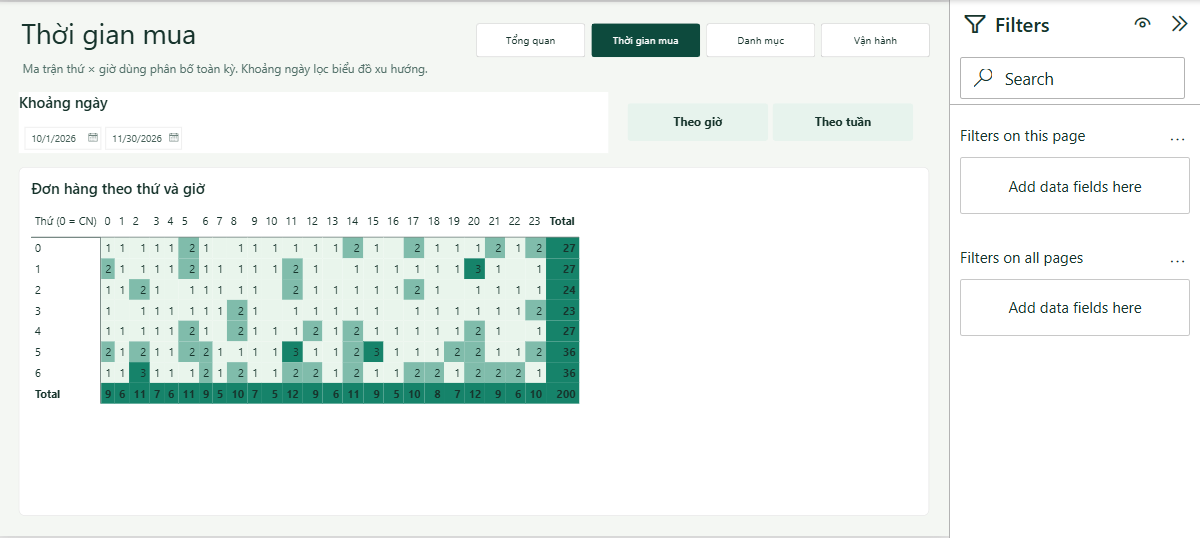 Thời gian mua
Tổng quan
Thời gian mua
Danh mục
Vận hành
Ma trận thứ × giờ dùng phân bố toàn kỳ. Khoảng ngày lọc biểu đồ xu hướng.
Khoảng ngày
10/1/2026
11/30/2026
Theo giờ
Theo tuần
Đơn hàng theo thứ và giờ
Thứ (0 = CN) 0 1 2 3 4 5 6 7 8 9 10 11 12 13 14 15 16 17 18 19 20 21 22 23 Total
0 1 1 1 1 1 2 1 1 1 1 1 1 1 2 1 2 1 1 1 2 1 2 27
1 2 1 1 1 1 2 1 1 1 1 1 2 1 1 1 1 1 1 1 3 1 1 27
2 1 1 2 1 1 1 1 1 1 2 1 1 1 1 2 1 1 1 1 1 24
3 1 1 1 1 1 1 2 1 1 1 1 1 1 1 1 1 1 1 1 2 23
4 1 1 1 1 1 2 1 2 1 1 1 2 1 2 1 1 1 1 2 1 1 27
5 2 1 2 1 1 2 2 1 1 1 1 3 1 1 2 3 1 1 1 2 2 1 1 2 36
6 1 1 3 1 1 1 2 1 2 1 1 2 2 1 2 1 1 2 2 1 2 2 2 1 36
Total 9 6 11 7 6 11 9 5 10 7 5 12 9 6 11 9 5 10 8 7 12 9 6 10 200
Filters
Search
Filters on this page
...
Add data fields here
Filters on all pages
...
Add data fields here